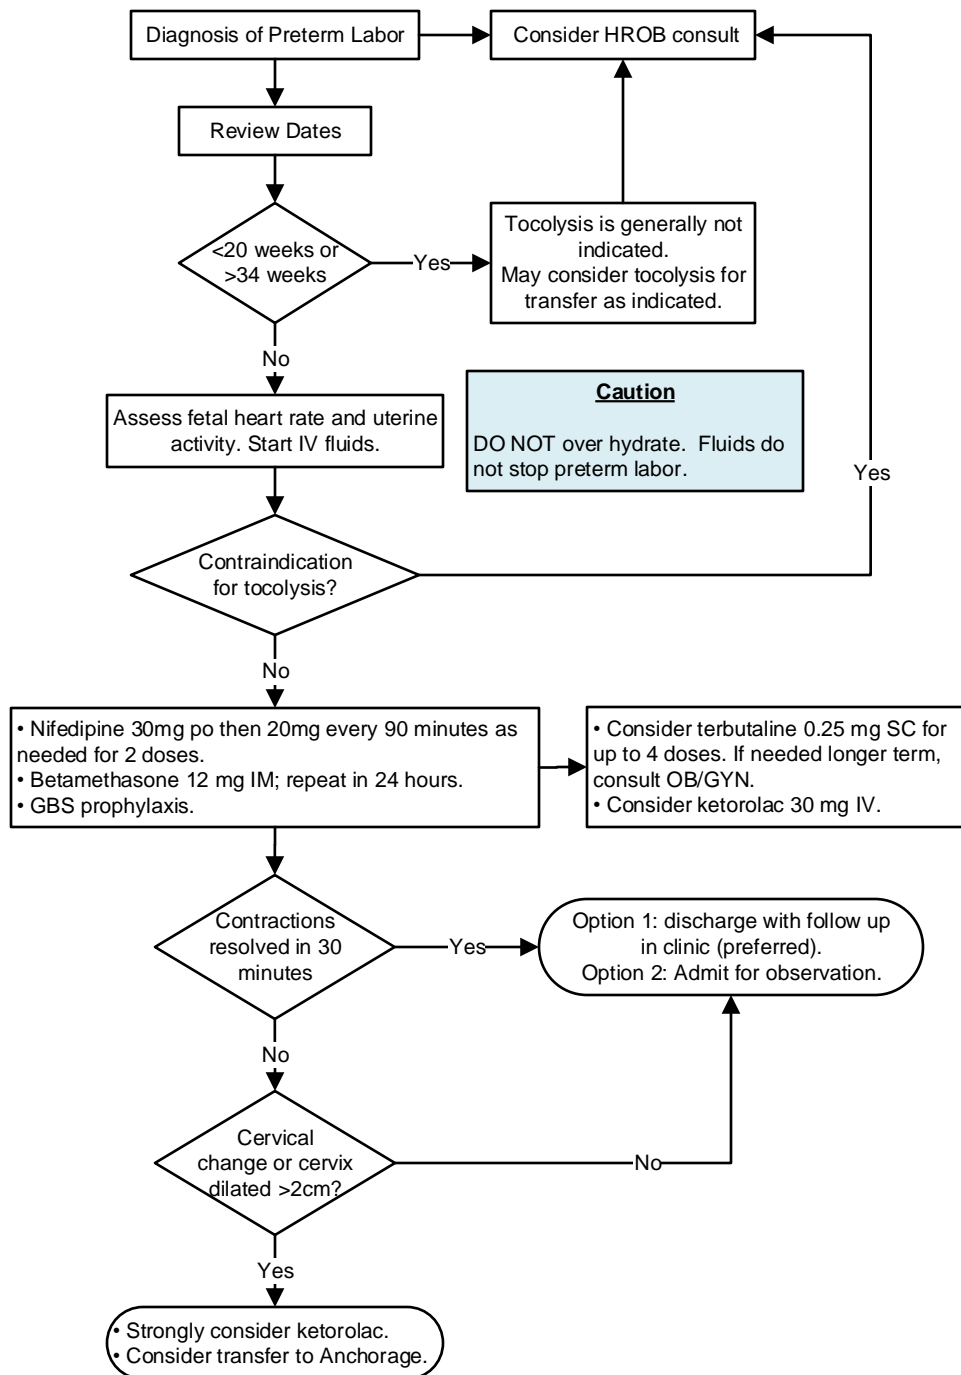 Diagnosis of Preterm Labor
Consider HROB consult
Review Dates
<20 weeks or
>34 weeks
Yes
Tocolysis is generally not
indicated.
May consider tocolysis for
transfer as indicated.
No
Assess fetal heart rate and uterine
activity. Start IV fluids.
Caution
DO NOT over hydrate.  Fluids do
not stop preterm labor.
Yes
Contraindication
for tocolysis?
No
• Nifedipine 30mg po then 20mg every 90 minutes as
needed for 2 doses.
• Betamethasone 12 mg IM; repeat in 24 hours.
• GBS prophylaxis.
• Consider terbutaline 0.25 mg SC for
up to 4 doses. If needed longer term,
consult OB/GYN.
• Consider ketorolac 30 mg IV.
Contractions
resolved in 30
minutes
Yes
Option 1: discharge with follow up
in clinic (preferred).
Option 2: Admit for observation.
No
Cervical
change or cervix
dilated >2cm?
No
Yes
• Strongly consider ketorolac.
• Consider transfer to Anchorage.